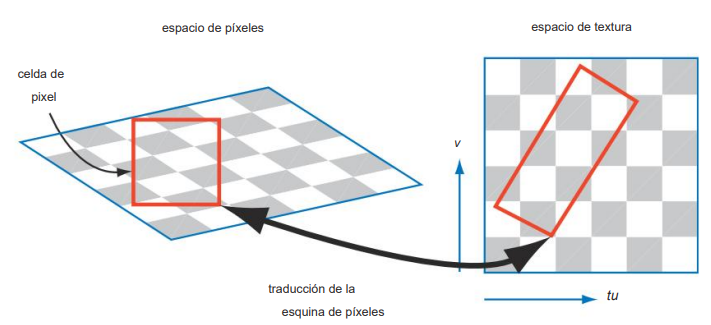 espacio de píxeles
espacio de textura
celda de
pixel
v
tu
traducción de la
esquina de píxeles